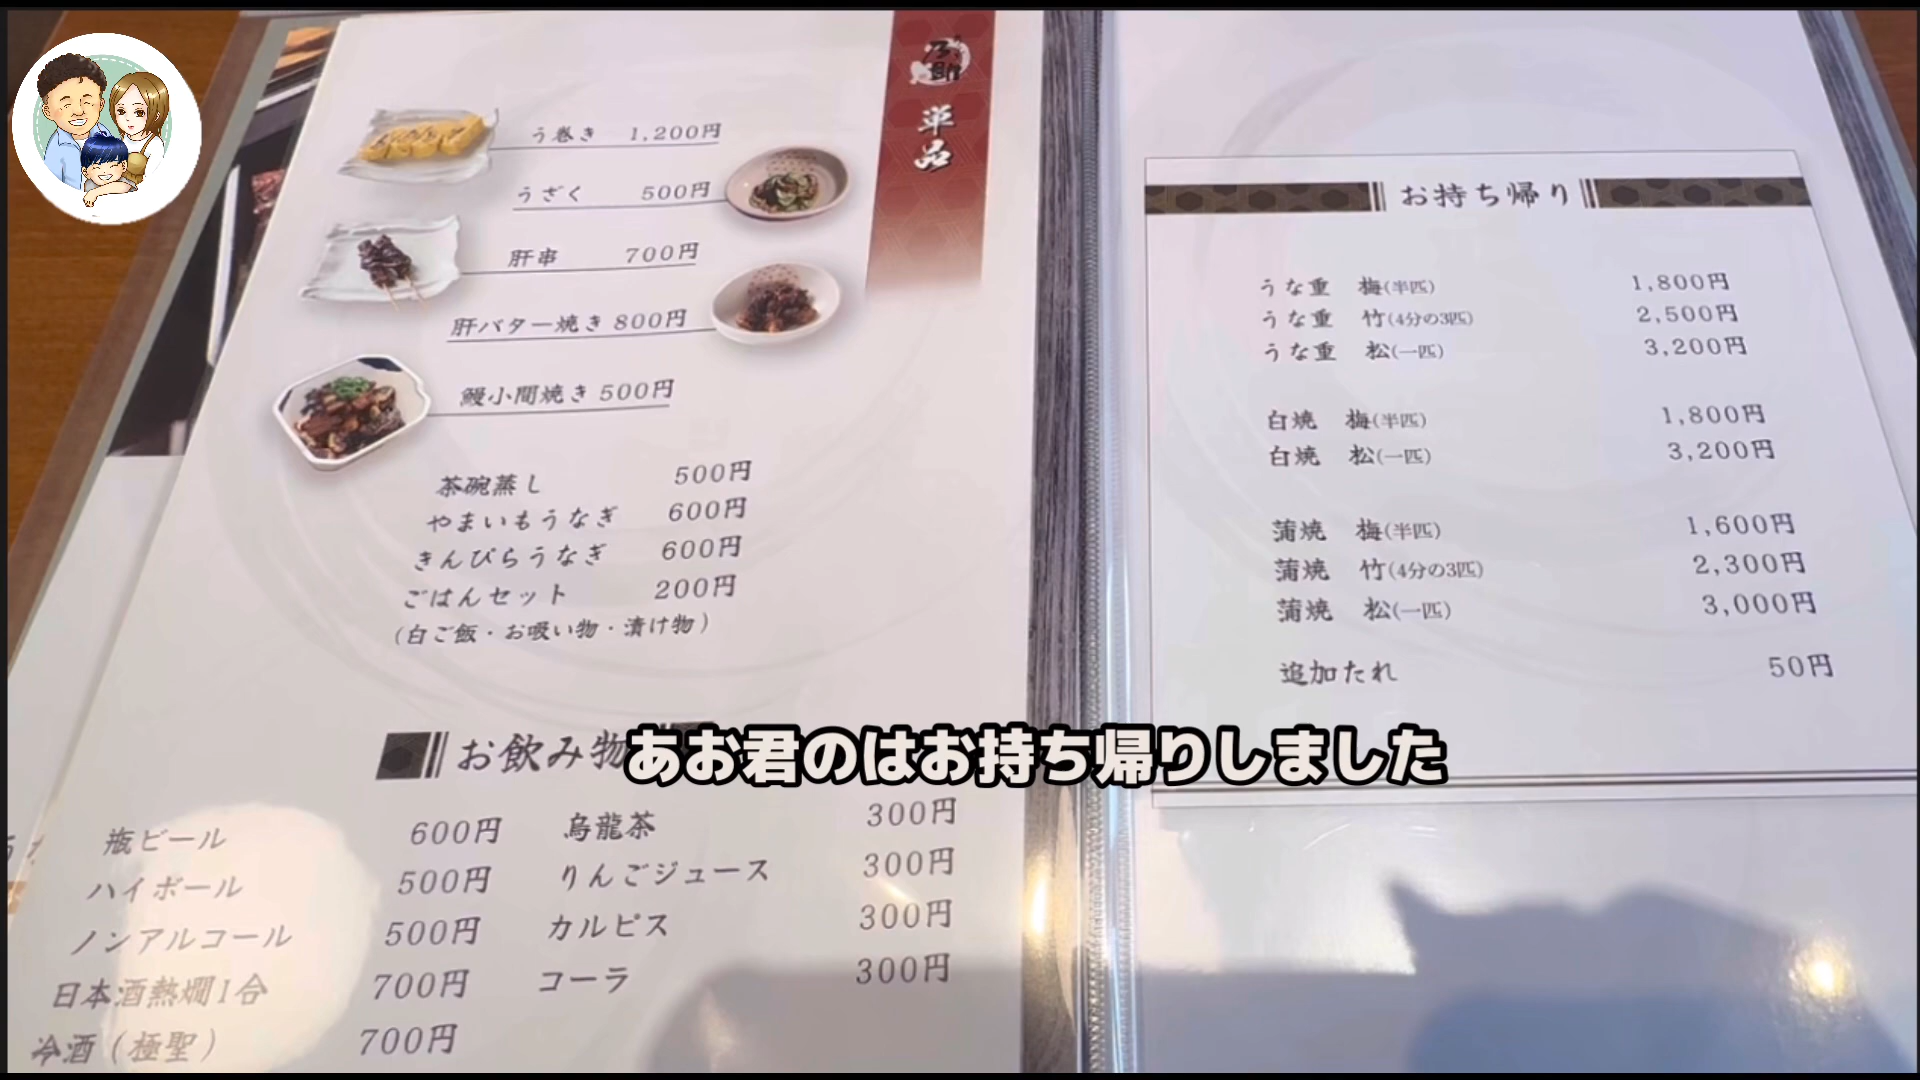 単品
う巻き 1,200円
うざく 500円
肝串 700円
肝バター焼き 800円
鰻小間焼き 500円
茶碗蒸し 500円
やまいもうなぎ 600円
きんぴらうなぎ 600円
ごはんセット 200円
（白ご飯・お吸い物・漬け物）
お飲み物
瓶ビール 600円
ハイボール 500円
ノンアルコール 500円
日本酒熱燗1合 700円
冷酒（極聖） 700円
烏龍茶 300円
りんごジュース 300円
カルピス 300円
コーラ 300円
お持ち帰り
うな重 梅(半匹) 1,800円
うな重 竹(4分の3匹) 2,500円
うな重 松(一匹) 3,200円
白焼 梅(半匹) 1,800円
白焼 松(一匹) 3,200円
蒲焼 梅(半匹) 1,600円
蒲焼 竹(4分の3匹) 2,300円
蒲焼 松(一匹) 3,000円
追加たれ 50円
あお君のはお持ち帰りしました